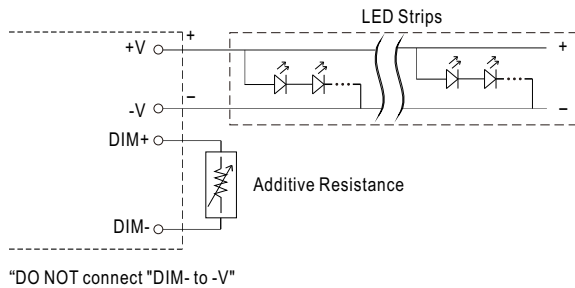 LED Strips
+
+V
+
-V
−
−
DIM+
Additive Resistance
DIM-
“DO NOT connect "DIM- to -V"